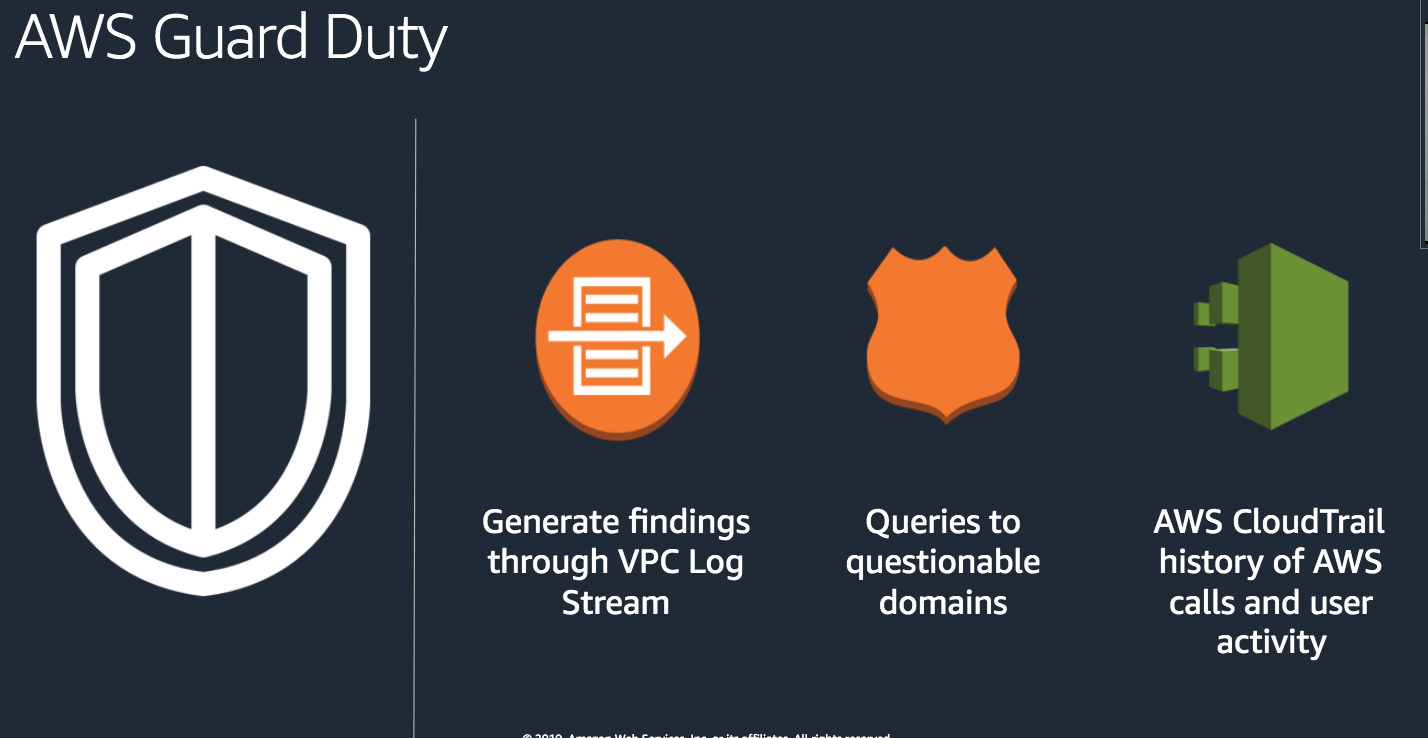 AWS Guard Duty
Generate findings
through VPC Log
Stream
Queries to
questionable
domains
AWS CloudTrail
history of AWS
calls and user
activity
© 2019, Amazon Web Services, Inc. or its affiliates. All rights reserved.